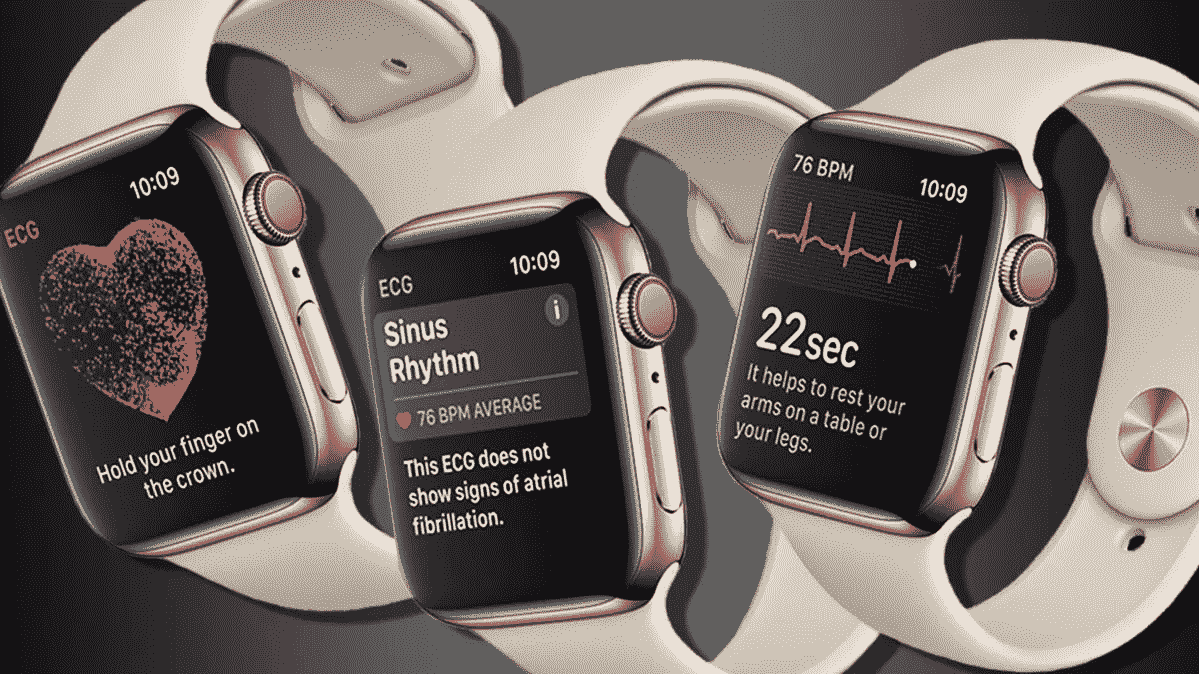 10:09
ECG
Hold your finger on
the crown.
ECG
10:09
Sinus
Rhythm
i
76 BPM AVERAGE
This ECG does not
show signs of atrial
fibrillation.
76 BPM
10:09
22sec
It helps to rest your
arms on a table or
your legs.